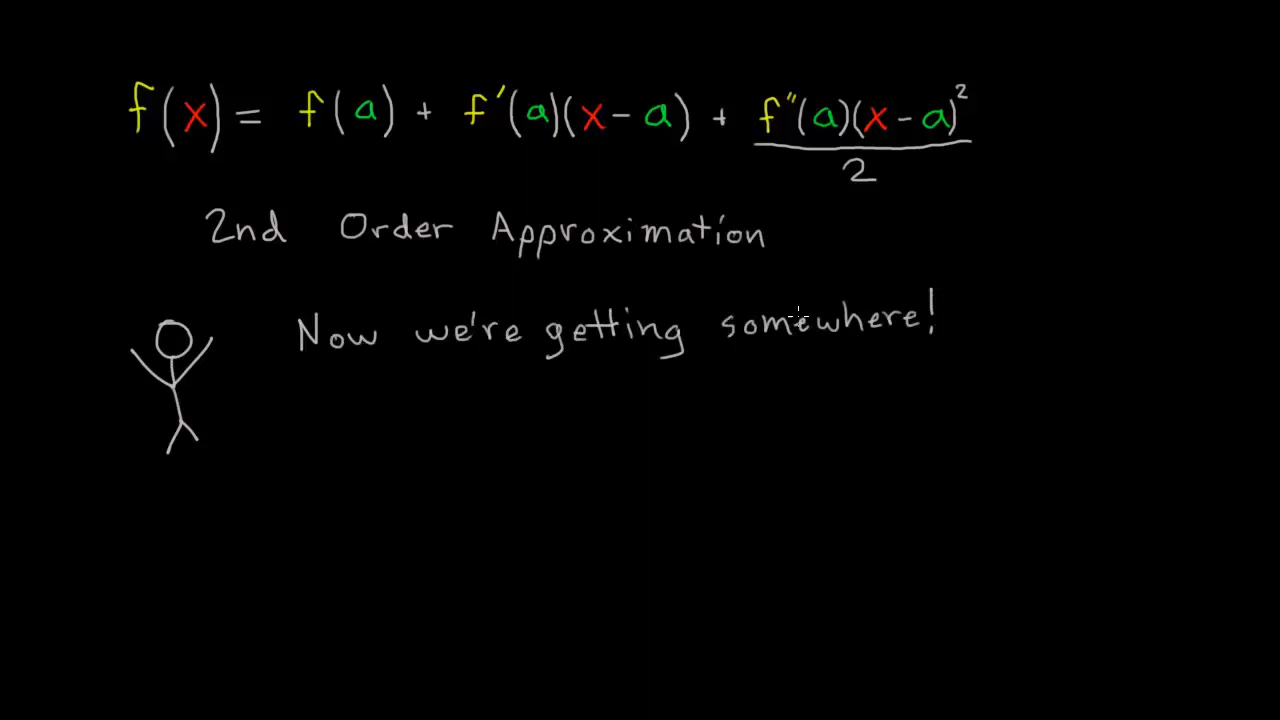 f(x) = f(a) + f'(a)(x-a) + f''(a)(x-a)²
2
2nd Order Approximation
Now we're getting somewhere!